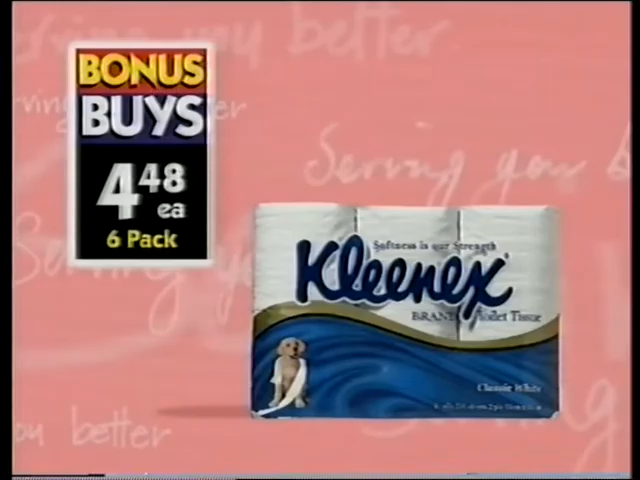 Serving you better
BONUS
BUYS
4.48
ea
6 Pack
Serving you b
Softness is our Strength
Kleenex
BRAND Toilet Tissue
Classic White
you better